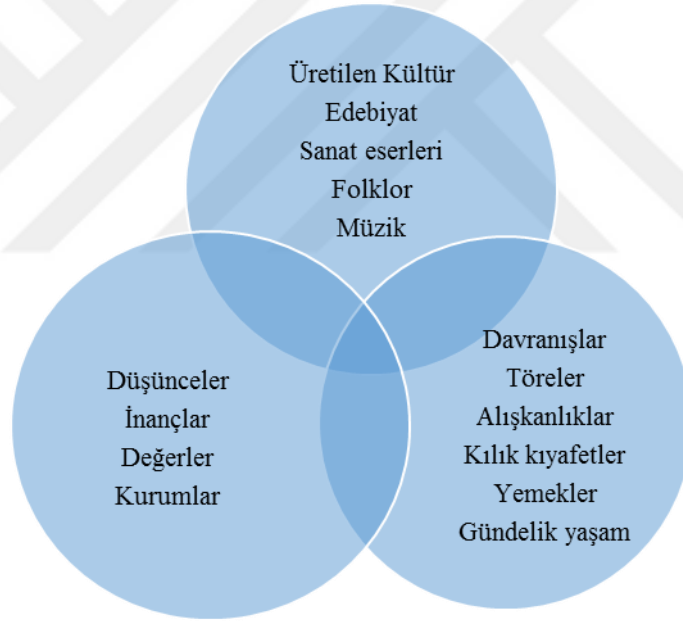 Üretilen Kültür
Edebiyat
Sanat eserleri
Folklor
Müzik
Düşünceler
İnançlar
Değerler
Kurumlar
Davranışlar
Töreler
Alışkanlıklar
Kılık kıyafetler
Yemekler
Gündelik yaşam